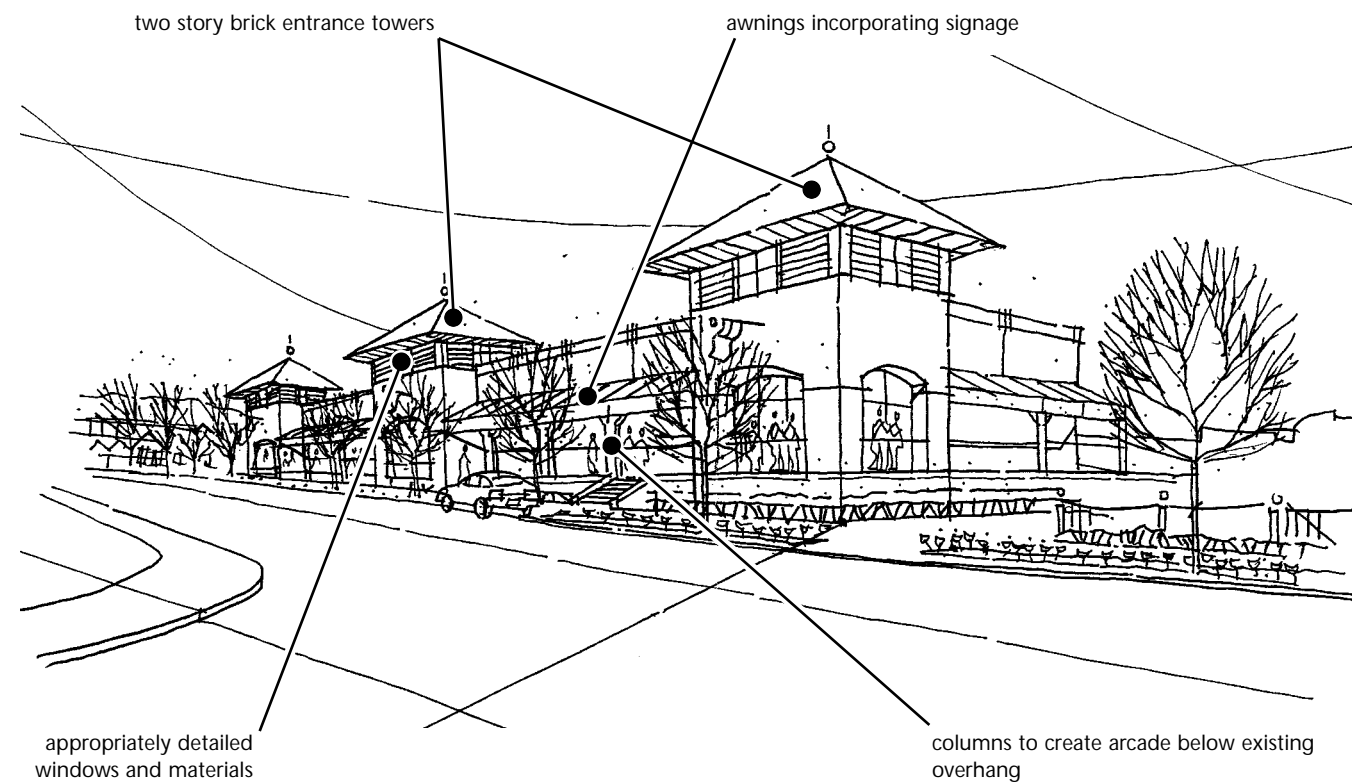 two story brick entrance towers
awnings incorporating signage
appropriately detailed
windows and materials
columns to create arcade below existing
overhang